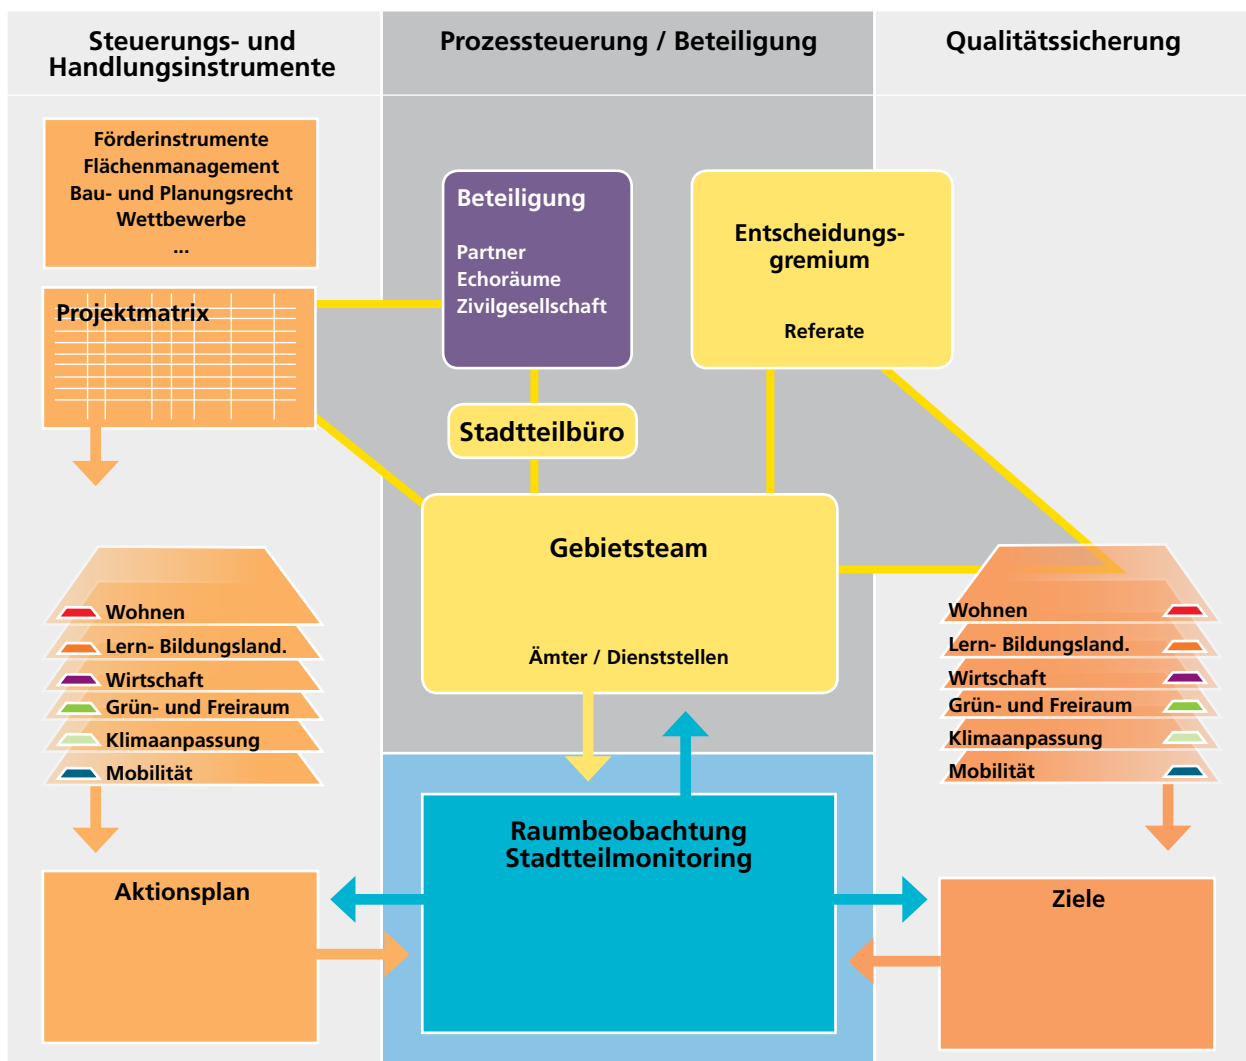 Steuerungs- und
Handlungsinstrumente
Prozessteuerung / Beteiligung
Qualitätssicherung
Förderinstrumente
Flächenmanagement
Bau- und Planungsrecht
Wettbewerbe
...
Projektmatrix
Beteiligung
Partner
Echoräume
Zivilgesellschaft
Entscheidungs-
gremium
Referate
Stadtteilbüro
Gebietsteam
Ämter / Dienststellen
Wohnen
Lern- Bildungsland.
Wirtschaft
Grün- und Freiraum
Klimaanpassung
Mobilität
Wohnen
Lern- Bildungsland.
Wirtschaft
Grün- und Freiraum
Klimaanpassung
Mobilität
Raumbeobachtung
Stadtteilmonitoring
Aktionsplan
Ziele